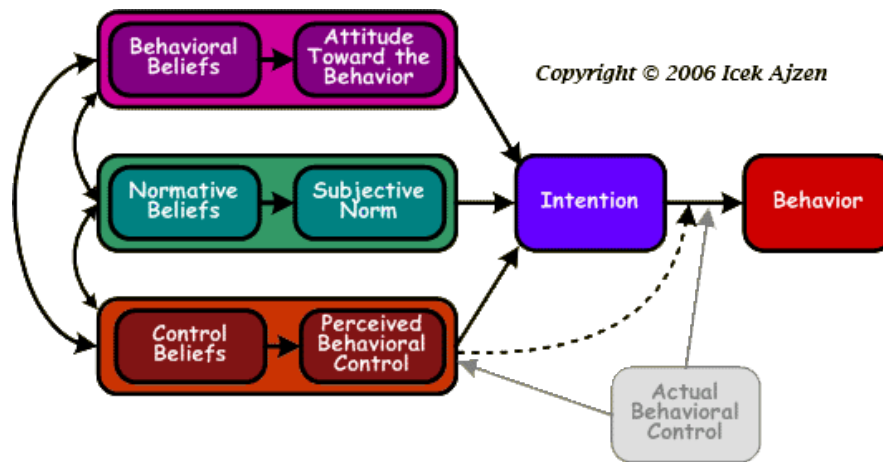 Behavioral
Beliefs
Attitude
Toward the
Behavior
Copyright © 2006 Icek Ajzen
Normative
Beliefs
Subjective
Norm
Intention
Behavior
Control
Beliefs
Perceived
Behavioral
Control
Actual
Behavioral
Control